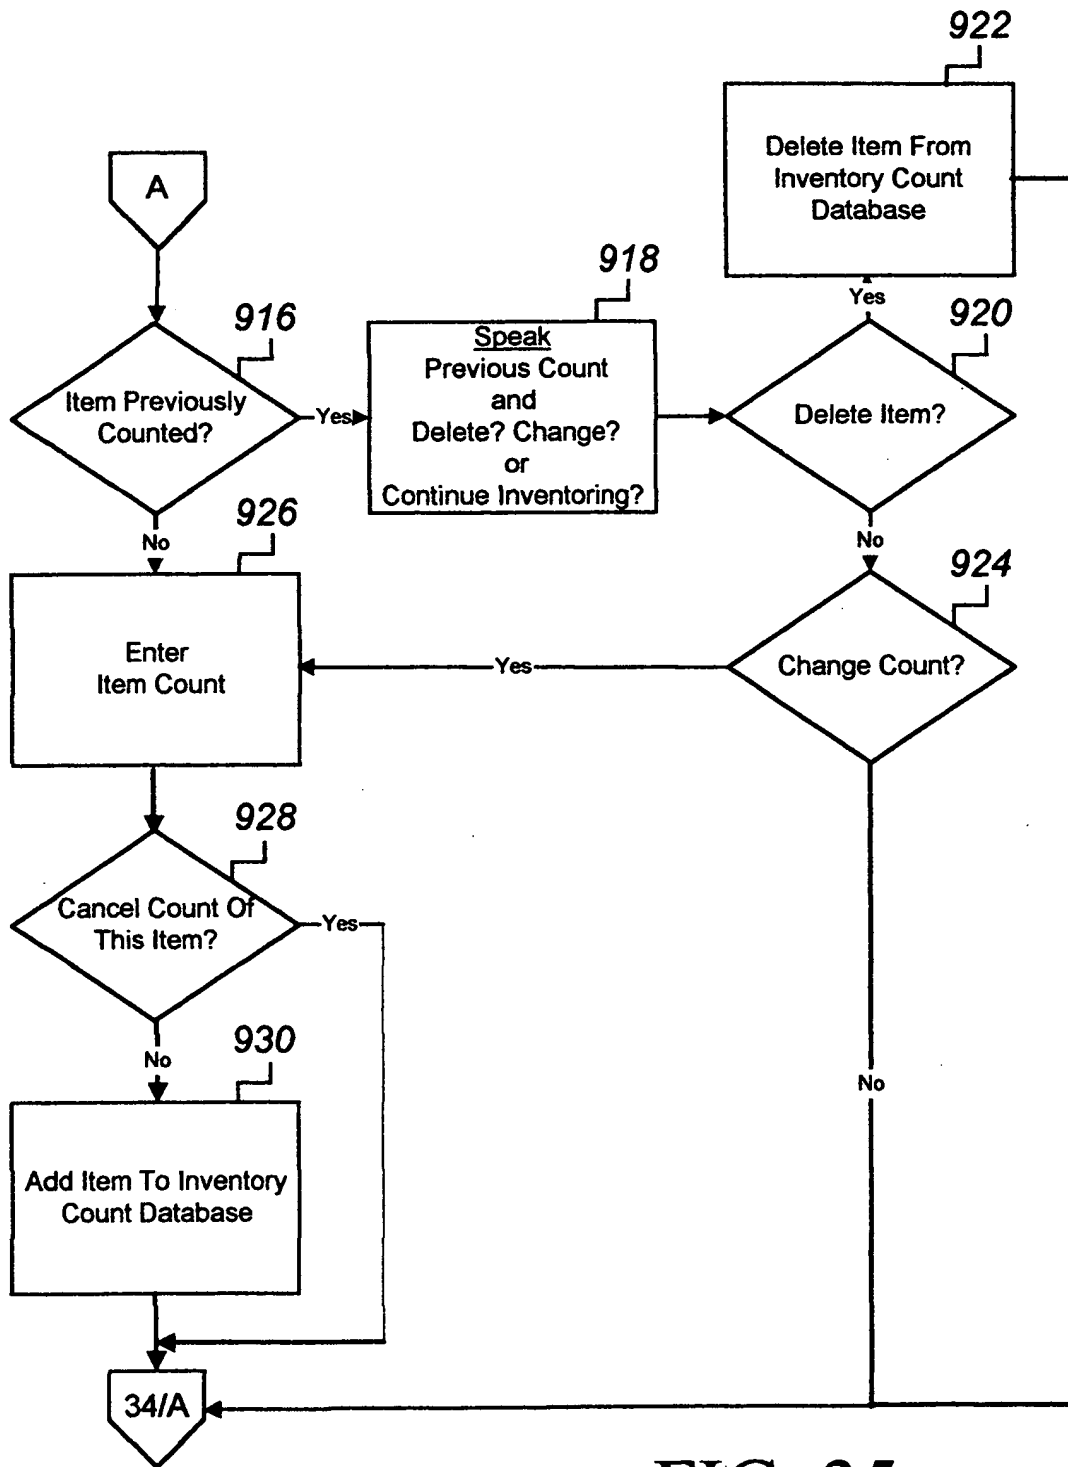 922
Delete Item From
Inventory Count
Database
A
918
Yes
916
920
Speak
Previous Count
and
Delete? Change?
or
Continue Inventoring?
Item Previously
Counted?
Yes
Delete Item?
926
No
No
924
Enter
Item Count
Yes
Change Count?
928
Cancel Count Of
This Item?
Yes
930
No
No
Add Item To Inventory
Count Database
34/A